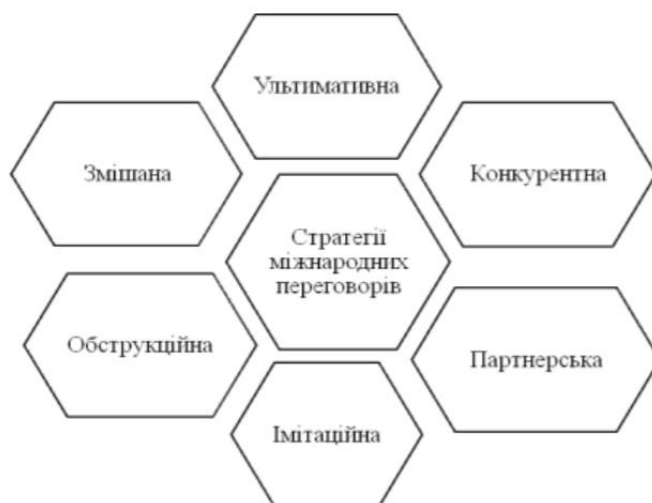 Ультимативна
Змішана
Конкурентна
Стратегії
міжнародних
переговорів
Обструкційна
Партнерська
Імітаційна